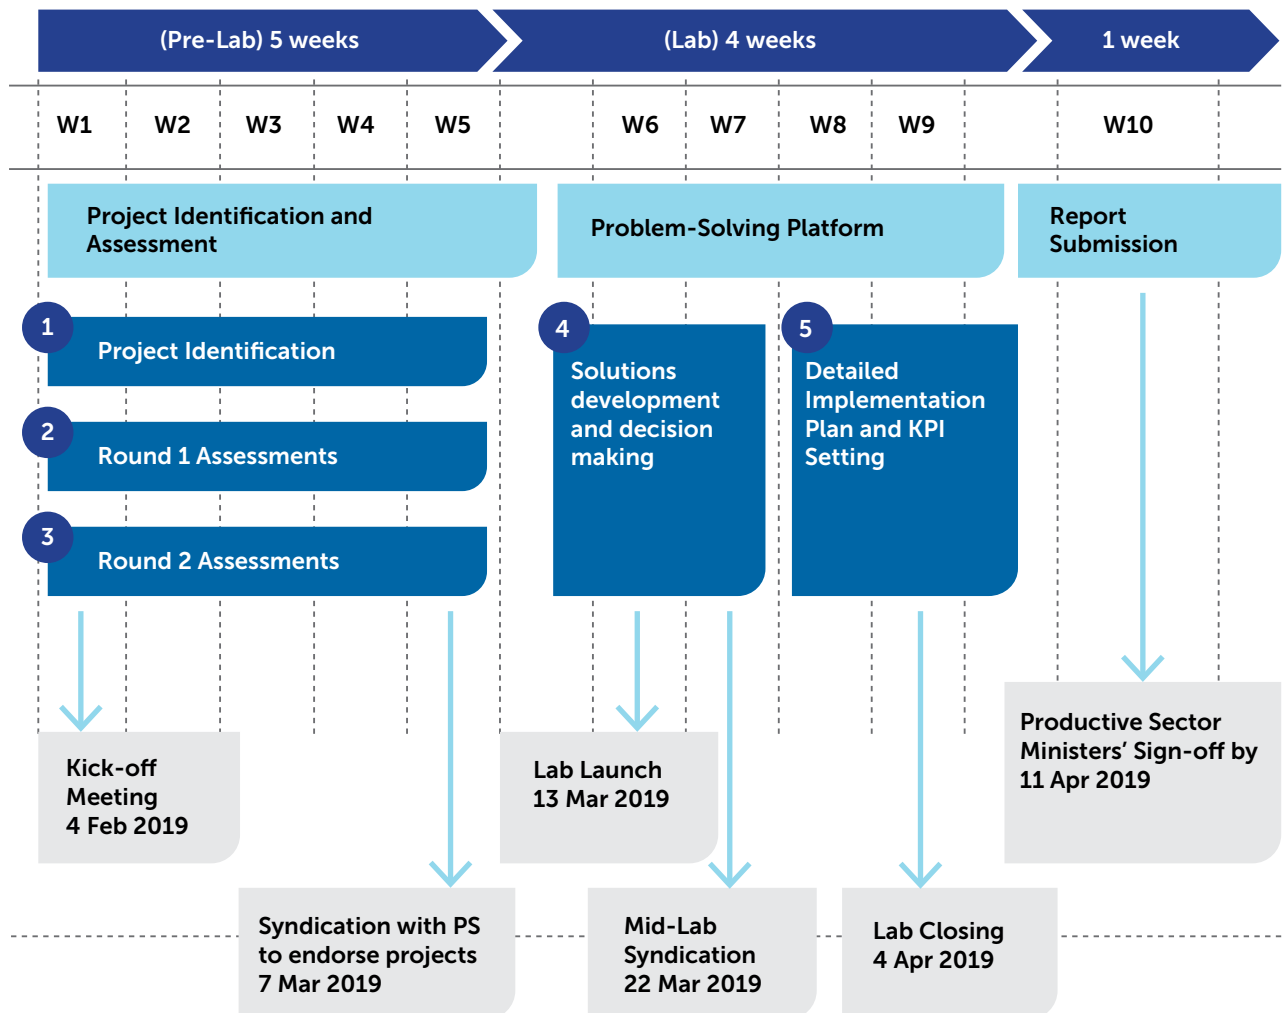 (Pre-Lab) 5 weeks
(Lab) 4 weeks
1 week
W1
W2
W3
W4
W5
W6
W7
W8
W9
W10
Project Identification and
Assessment
Problem-Solving Platform
Report
Submission
1
Project Identification
2
Round 1 Assessments
3
Round 2 Assessments
4
Solutions
development
and decision
making
5
Detailed
Implementation
Plan and KPI
Setting
Kick-off
Meeting
4 Feb 2019
Syndication with PS
to endorse projects
7 Mar 2019
Lab Launch
13 Mar 2019
Mid-Lab
Syndication
22 Mar 2019
Lab Closing
4 Apr 2019
Productive Sector
Ministers’ Sign-off by
11 Apr 2019